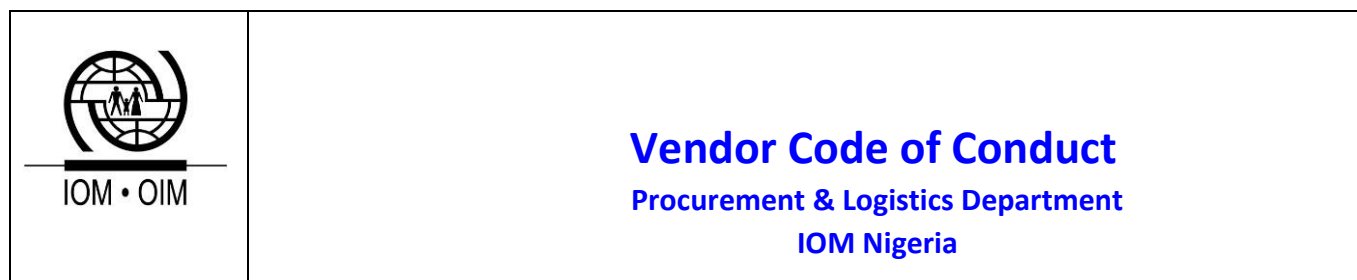 IOM • OIM
Vendor Code of Conduct
Procurement & Logistics Department
IOM Nigeria